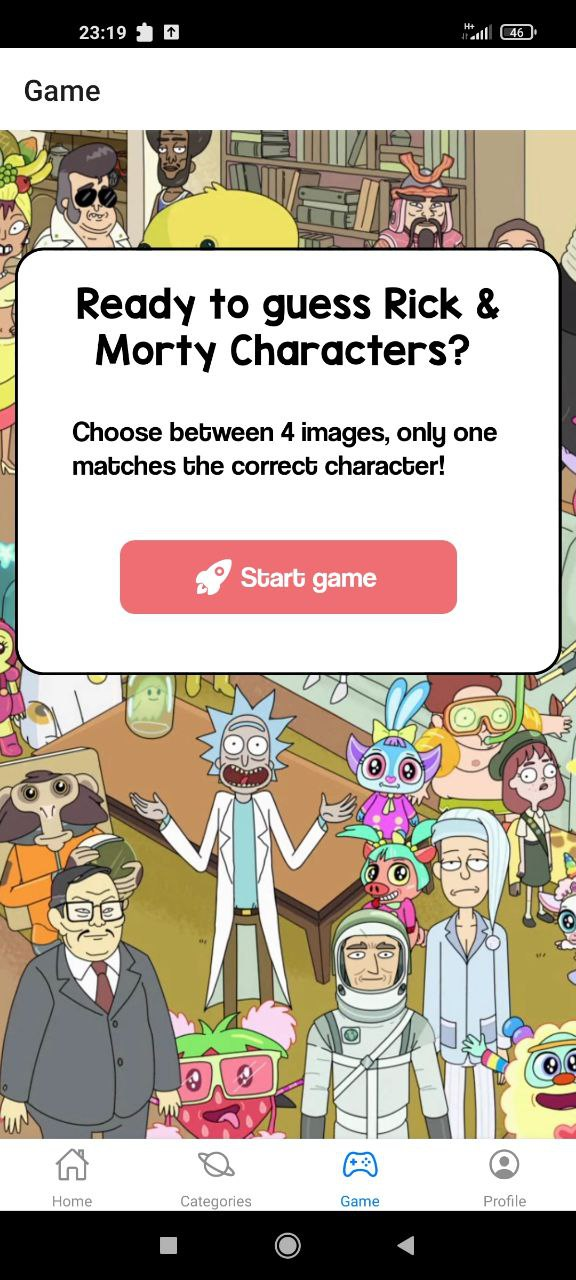 23:19
H+
46
Game
Ready to guess Rick &
Morty Characters?
Choose between 4 images, only one
matches the correct character!
Start game
Home
Categories
Game
Profile